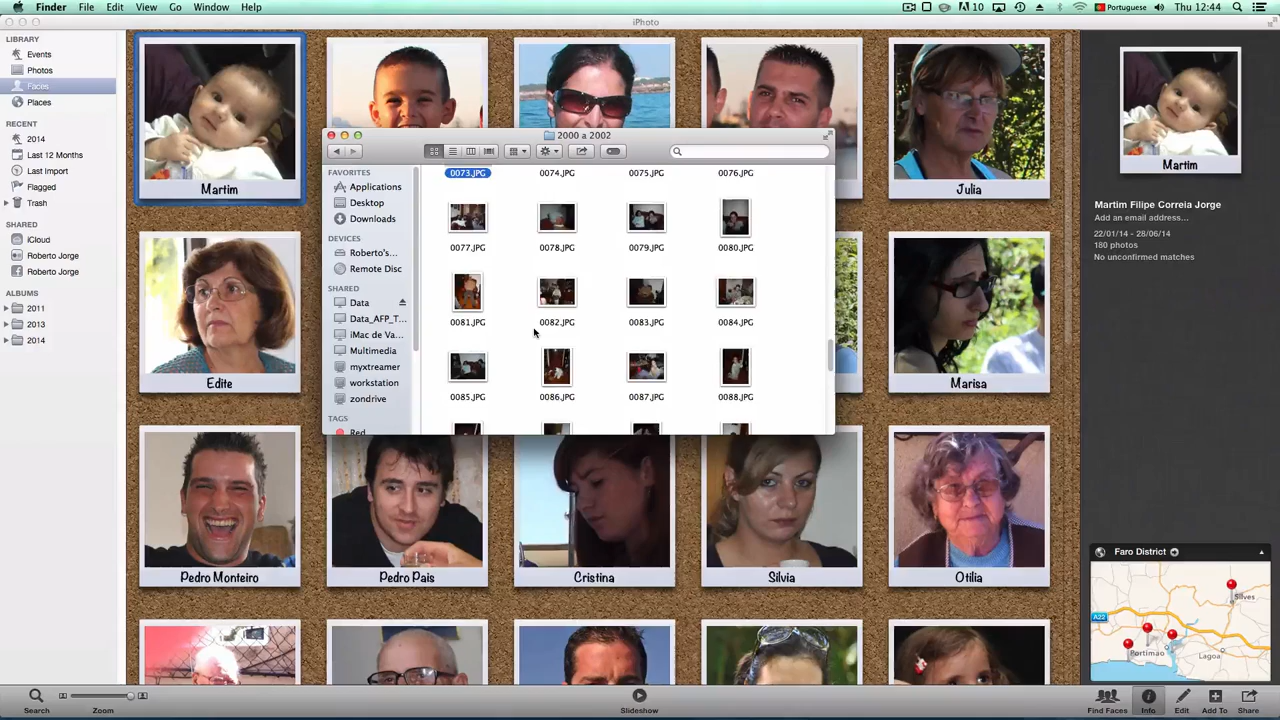 Finder File Edit View Go Window Help 10 Portuguese Thu 12:44
iPhoto
LIBRARY
Events
Photos
Faces
Places
RECENT
2014
Last 12 Months
Last Import
Flagged
Trash
SHARED
iCloud
Roberto Jorge
Roberto Jorge
ALBUMS
2011
2013
2014
Martim
Julia
Edite
Marisa
Pedro Monteiro
Pedro Pais
Cristina
Silvia
Otilia
2000 a 2002
FAVORITES
Applications
Desktop
Downloads
DEVICES
Roberto's...
Remote Disc
SHARED
Data
Data_AFP_T...
iMac de Va...
Multimedia
myxtreamer
workstation
zondrive
TAGS
Red
0073.JPG 0074.JPG 0075.JPG 0076.JPG
0077.JPG 0078.JPG 0079.JPG 0080.JPG
0081.JPG 0082.JPG 0083.JPG 0084.JPG
0085.JPG 0086.JPG 0087.JPG 0088.JPG
Martim
Martim Filipe Correia Jorge
Add an email address...
22/01/14 - 28/06/14
180 photos
No unconfirmed matches
Faro District
A22
Silves
Portimao
Lagoa
Search Zoom Slideshow Find Faces Info Edit Add To Share